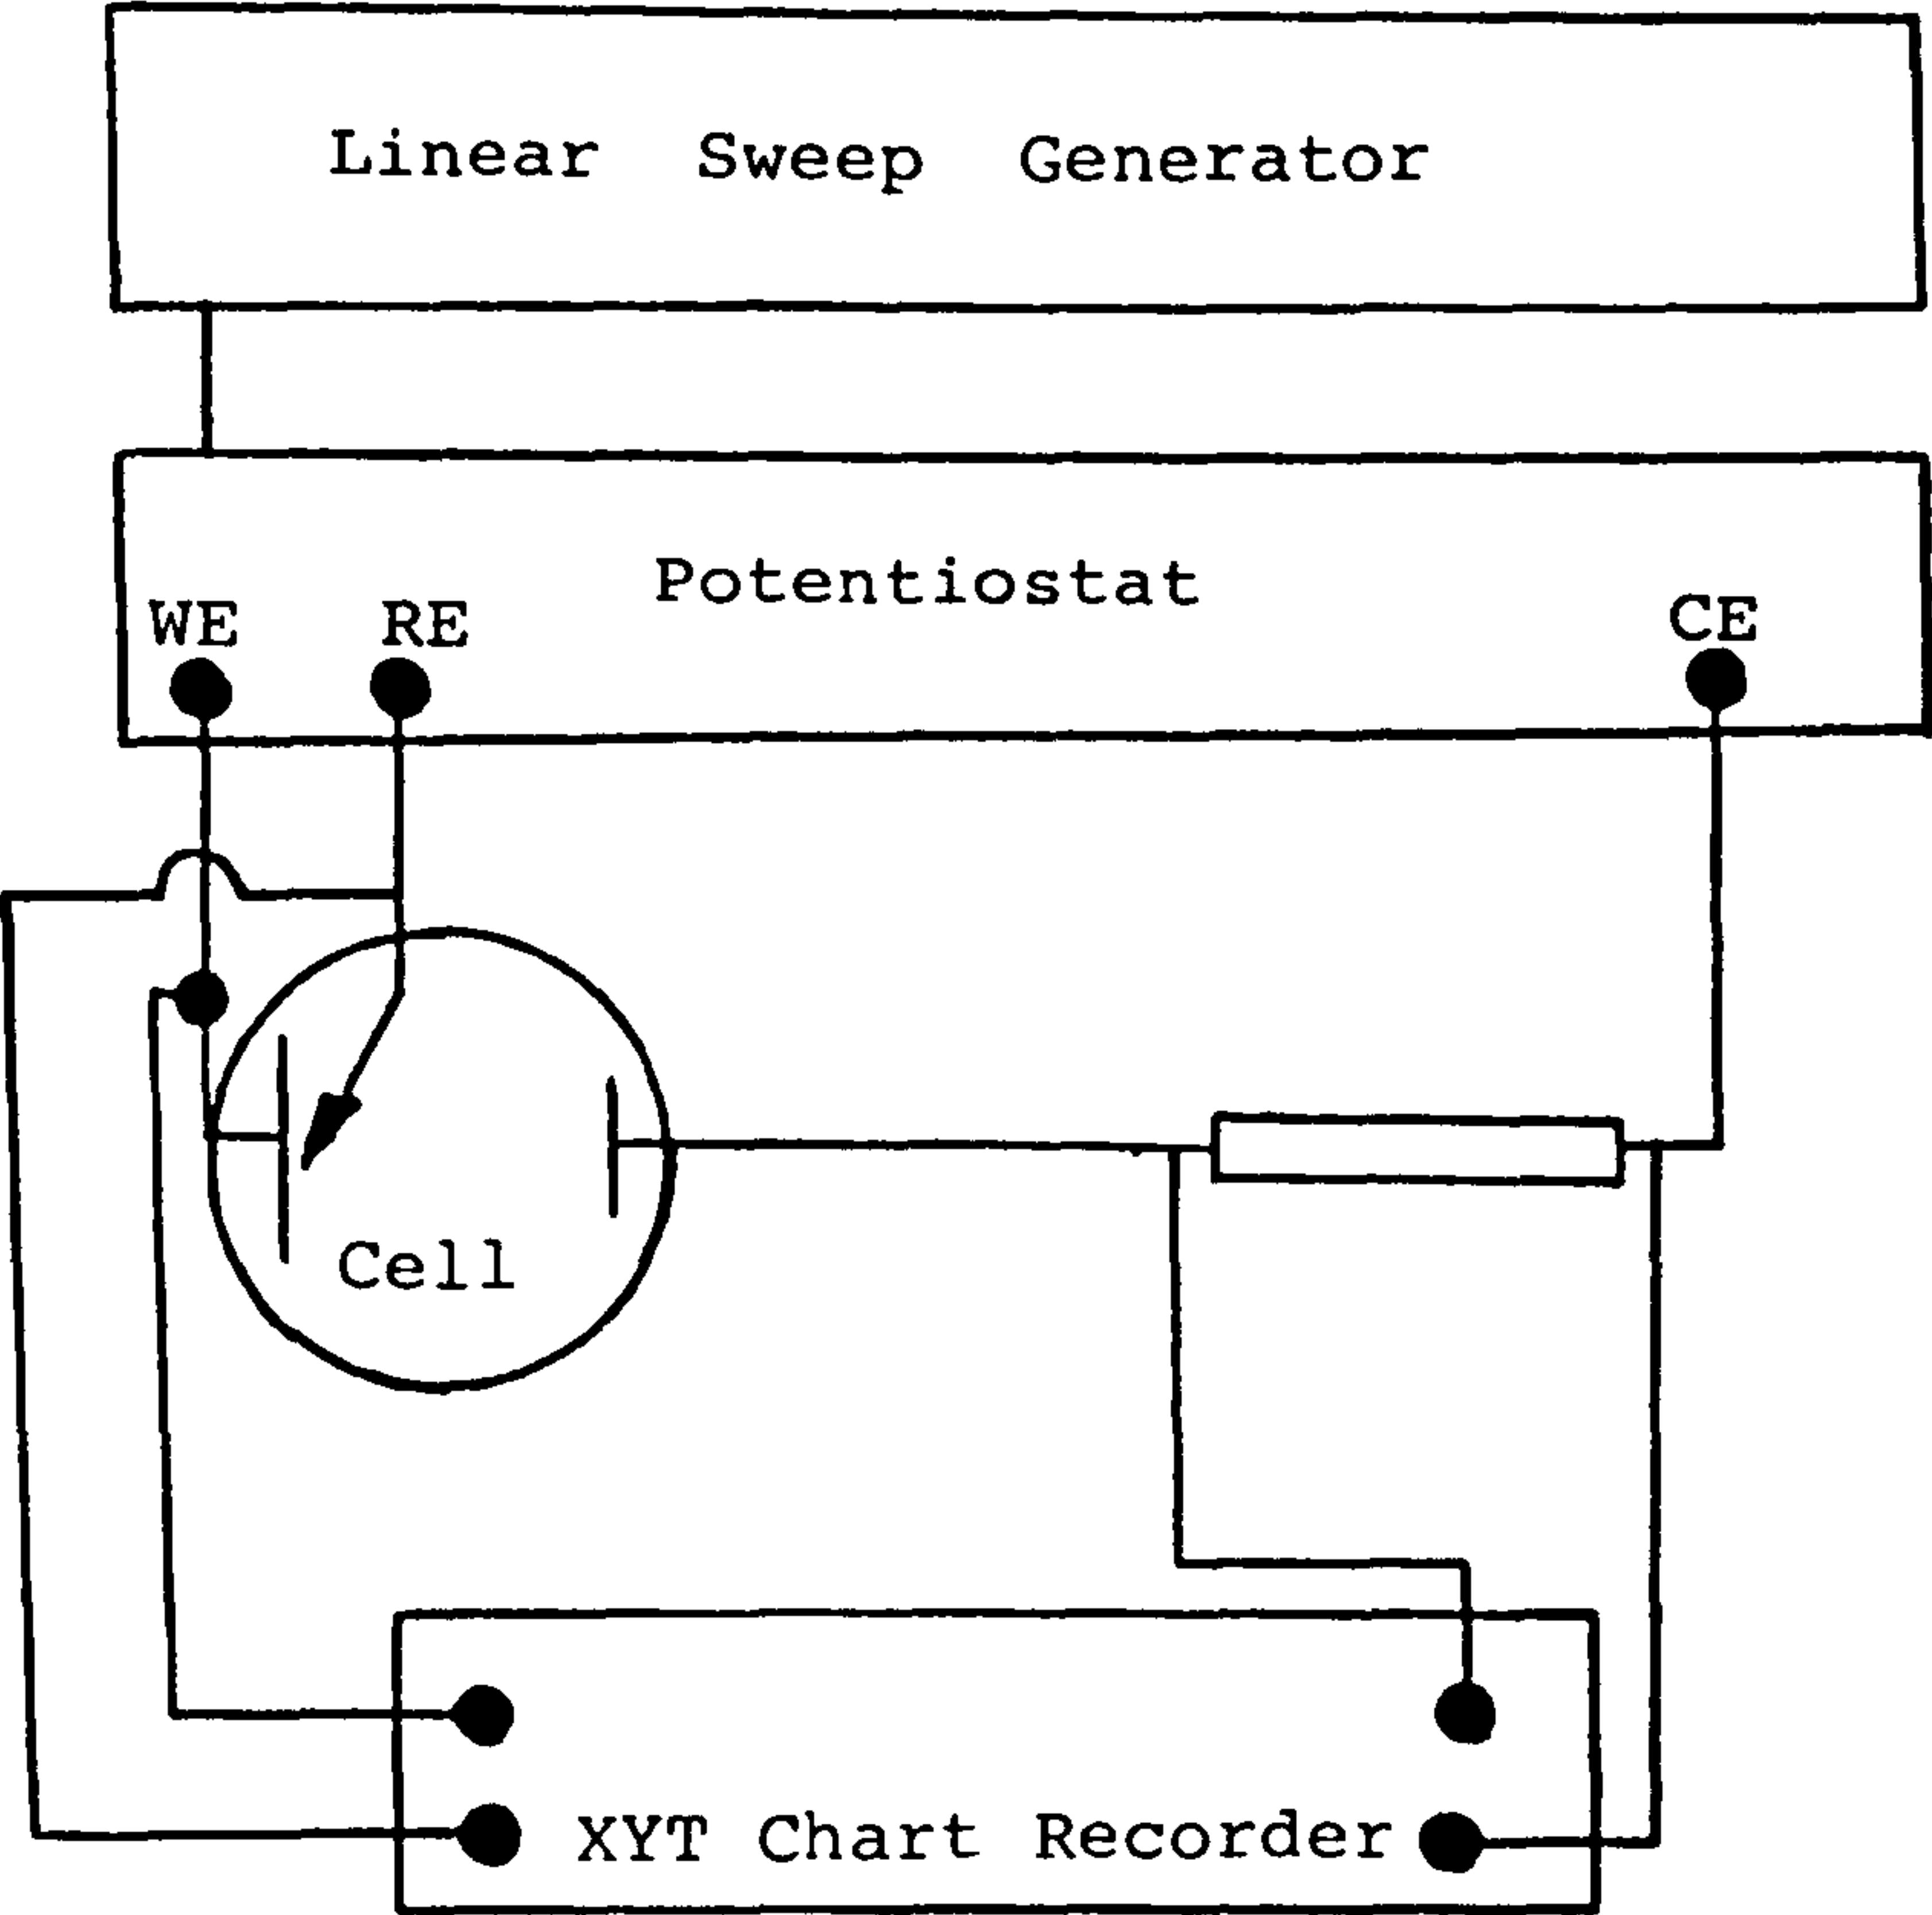 Linear Sweep Generator
Potentiostat
WE RE CE
Cell
XYT Chart Recorder